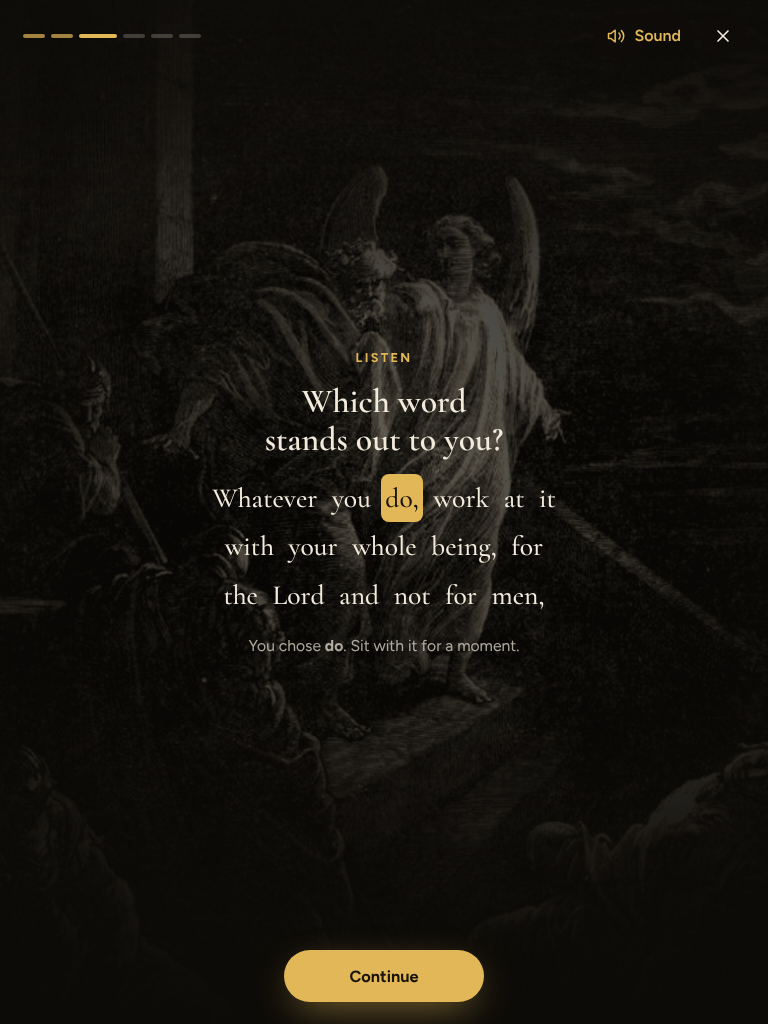 Sound
LISTEN
Which word
stands out to you?
Whatever you do, work at it
with your whole being, for
the Lord and not for men,
You chose do. Sit with it for a moment.
Continue